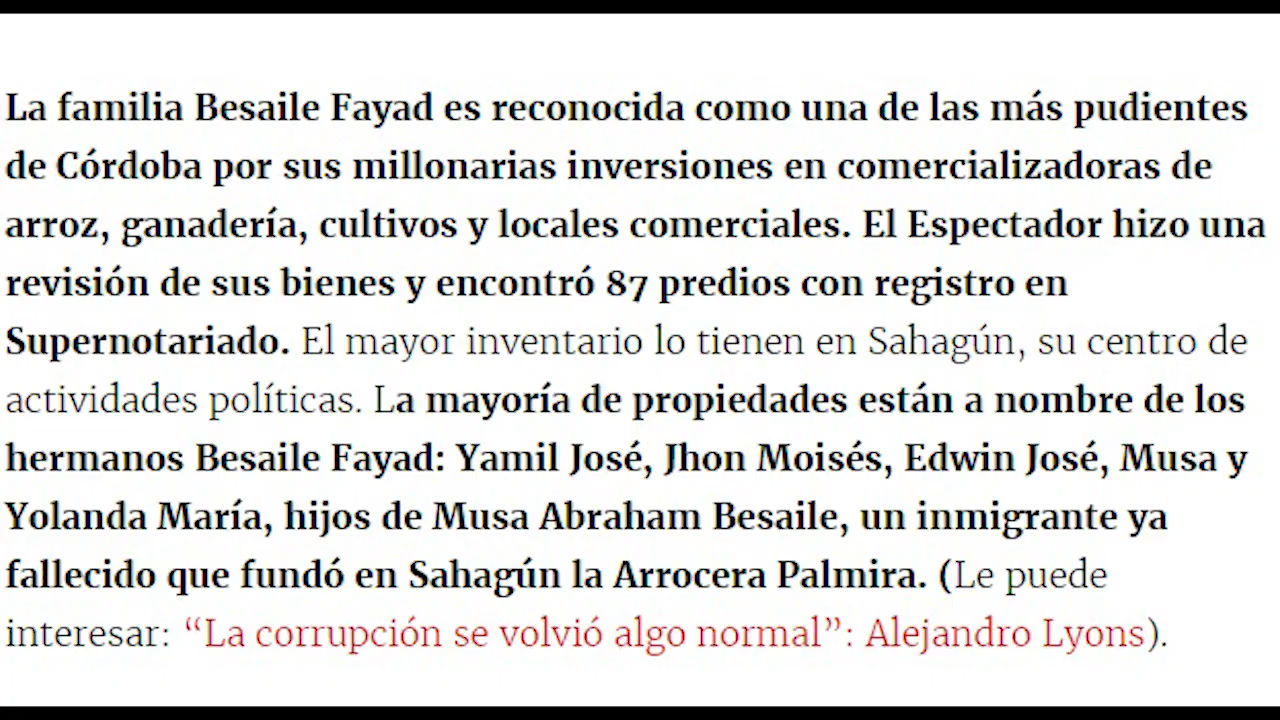 La familia Besaile Fayad es reconocida como una de las más pudientes
de Córdoba por sus millonarias inversiones en comercializadoras de
arroz, ganadería, cultivos y locales comerciales. El Espectador hizo una
revisión de sus bienes y encontró 87 predios con registro en
Supernotariado. El mayor inventario lo tienen en Sahagún, su centro de
actividades políticas. La mayoría de propiedades están a nombre de los
hermanos Besaile Fayad: Yamil José, Jhon Moisés, Edwin José, Musa y
Yolanda María, hijos de Musa Abraham Besaile, un inmigrante ya
fallecido que fundó en Sahagún la Arrocera Palmira. (Le puede
interesar: “La corrupción se volvió algo normal”: Alejandro Lyons).